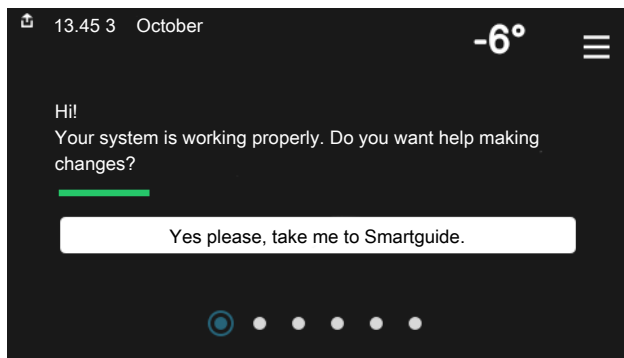 13.45 3 October
-6°
Hi!
Your system is working properly. Do you want help making
changes?
Yes please, take me to Smartguide.